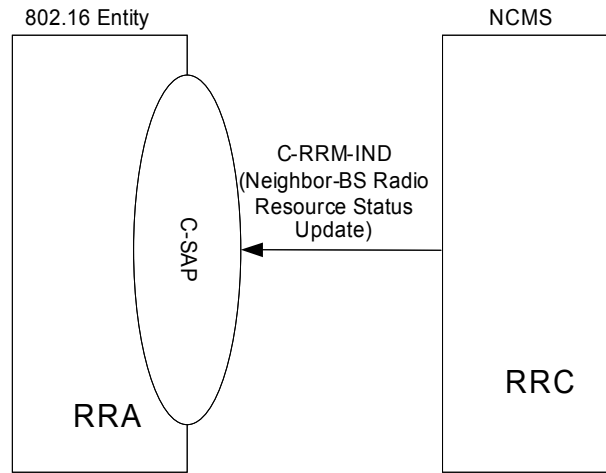 802.16 Entity
NCMS
C-RRM-IND
(Neighbor-BS Radio
Resource Status
Update)
C-SAP
RRA
RRC